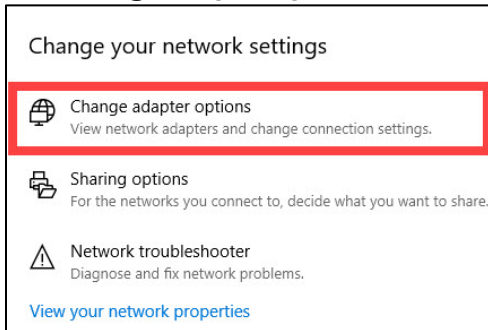 Change your network settings
Change adapter options
View network adapters and change connection settings.
Sharing options
For the networks you connect to, decide what you want to share.
Network troubleshooter
Diagnose and fix network problems.
View your network properties